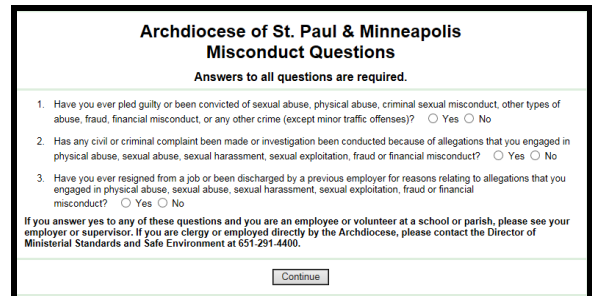 Archdiocese of St. Paul & Minneapolis
Misconduct Questions
Answers to all questions are required.
1. Have you ever pled guilty or been convicted of sexual abuse, physical abuse, criminal sexual misconduct, other types of
abuse, fraud, financial misconduct, or any other crime (except minor traffic offenses)? Yes No
2. Has any civil or criminal complaint been made or investigation been conducted because of allegations that you engaged in
physical abuse, sexual abuse, sexual harassment, sexual exploitation, fraud or financial misconduct? Yes No
3. Have you ever resigned from a job or been discharged by a previous employer for reasons relating to allegations that you
engaged in physical abuse, sexual abuse, sexual harassment, sexual exploitation, fraud or financial
misconduct? Yes No
If you answer yes to any of these questions and you are an employee or volunteer at a school or parish, please see your
employer or supervisor. If you are clergy or employed directly by the Archdiocese, please contact the Director of
Ministerial Standards and Safe Environment at 651-291-4400.
Continue